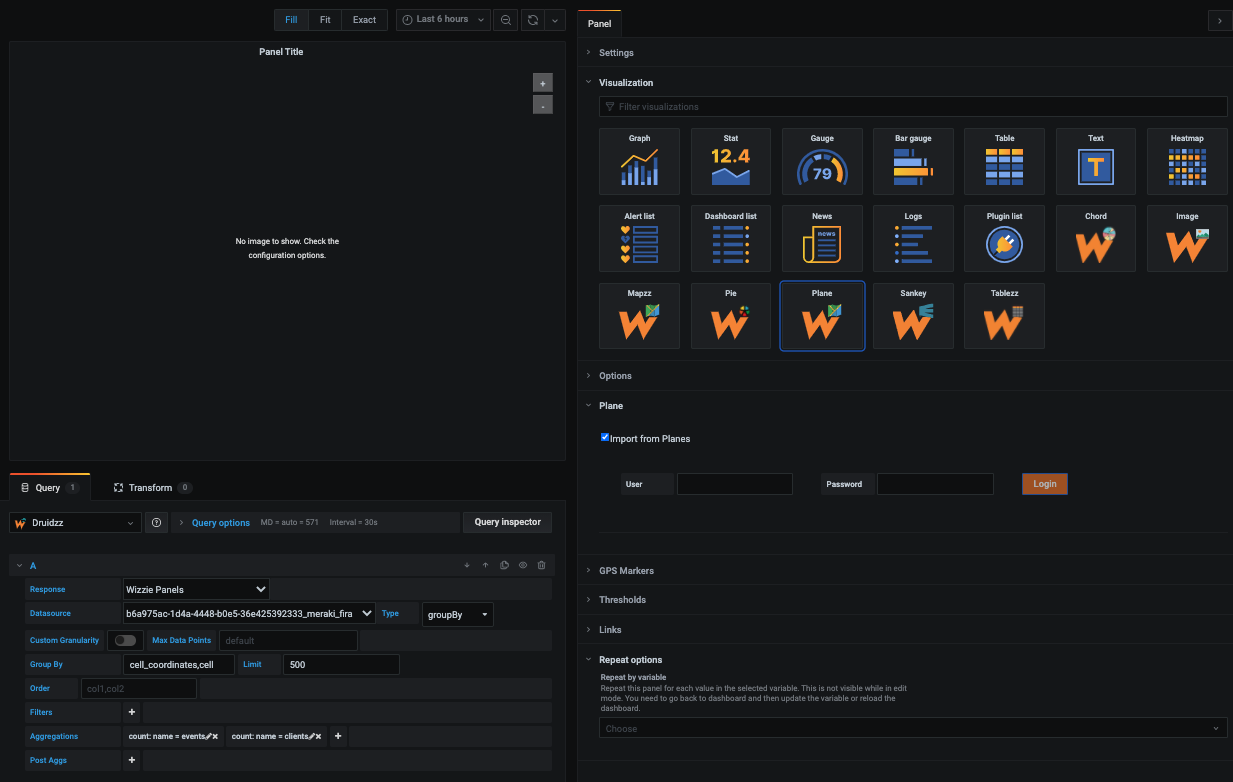 Fill Fit Exact Last 6 hours
Panel Title
+
-
No image to show. Check the
configuration options.
Query 1 Transform 0
Druidzz Query options MD = auto = 571 Interval = 30s Query inspector
A
Response Wizzie Panels
Datasource b6a975ac-1d4a-4448-b0e5-36e425392333_meraki_fira Type groupBy
Custom Granularity Max Data Points default
Group By cell_coordinates,cell Limit 500
Order col1,col2
Filters +
Aggregations count: name = events count: name = clients +
Post Aggs +
Panel
Settings
Visualization
Filter visualizations
Graph Stat Gauge Bar gauge Table Text Heatmap
12.4 79 T
Alert list Dashboard list News Logs Plugin list Chord Image
news
Mapzz Pie Plane Sankey Tablezz
Options
Plane
Import from Planes
User Password Login
GPS Markers
Thresholds
Links
Repeat options
Repeat by variable
Repeat this panel for each value in the selected variable. This is not visible while in edit
mode. You need to go back to dashboard and then update the variable or reload the
dashboard.
Choose